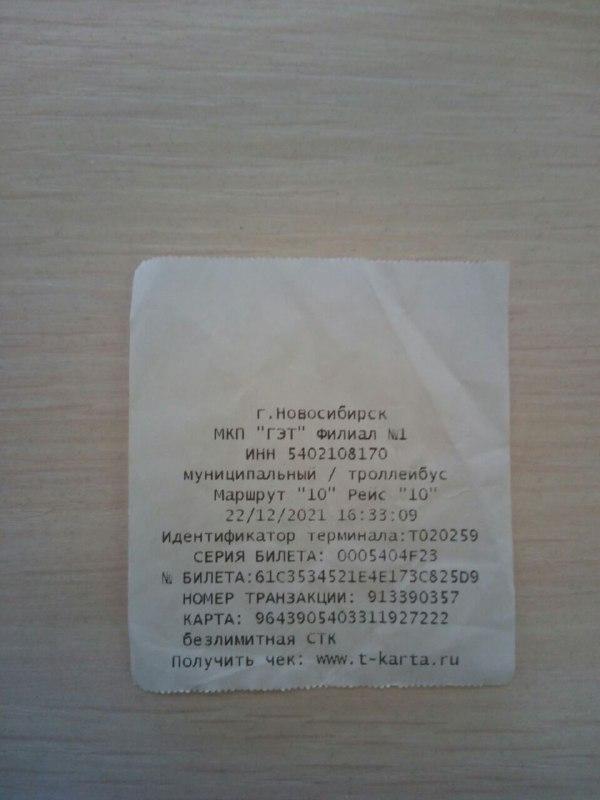 г.Новосибирск
МКП "ГЭТ" Филиал №1
ИНН 5402108170
муниципальный / троллейбус
Маршрут "10" Рейс "10"
22/12/2021 16:33:09
Идентификатор терминала:T020259
СЕРИЯ БИЛЕТА: 0005404F23
№ БИЛЕТА:61C3534521E4E173C825D9
НОМЕР ТРАНЗАКЦИИ: 913390357
КАРТА: 9643905403311927222
безлимитная СТК
Получить чек: www.t-karta.ru